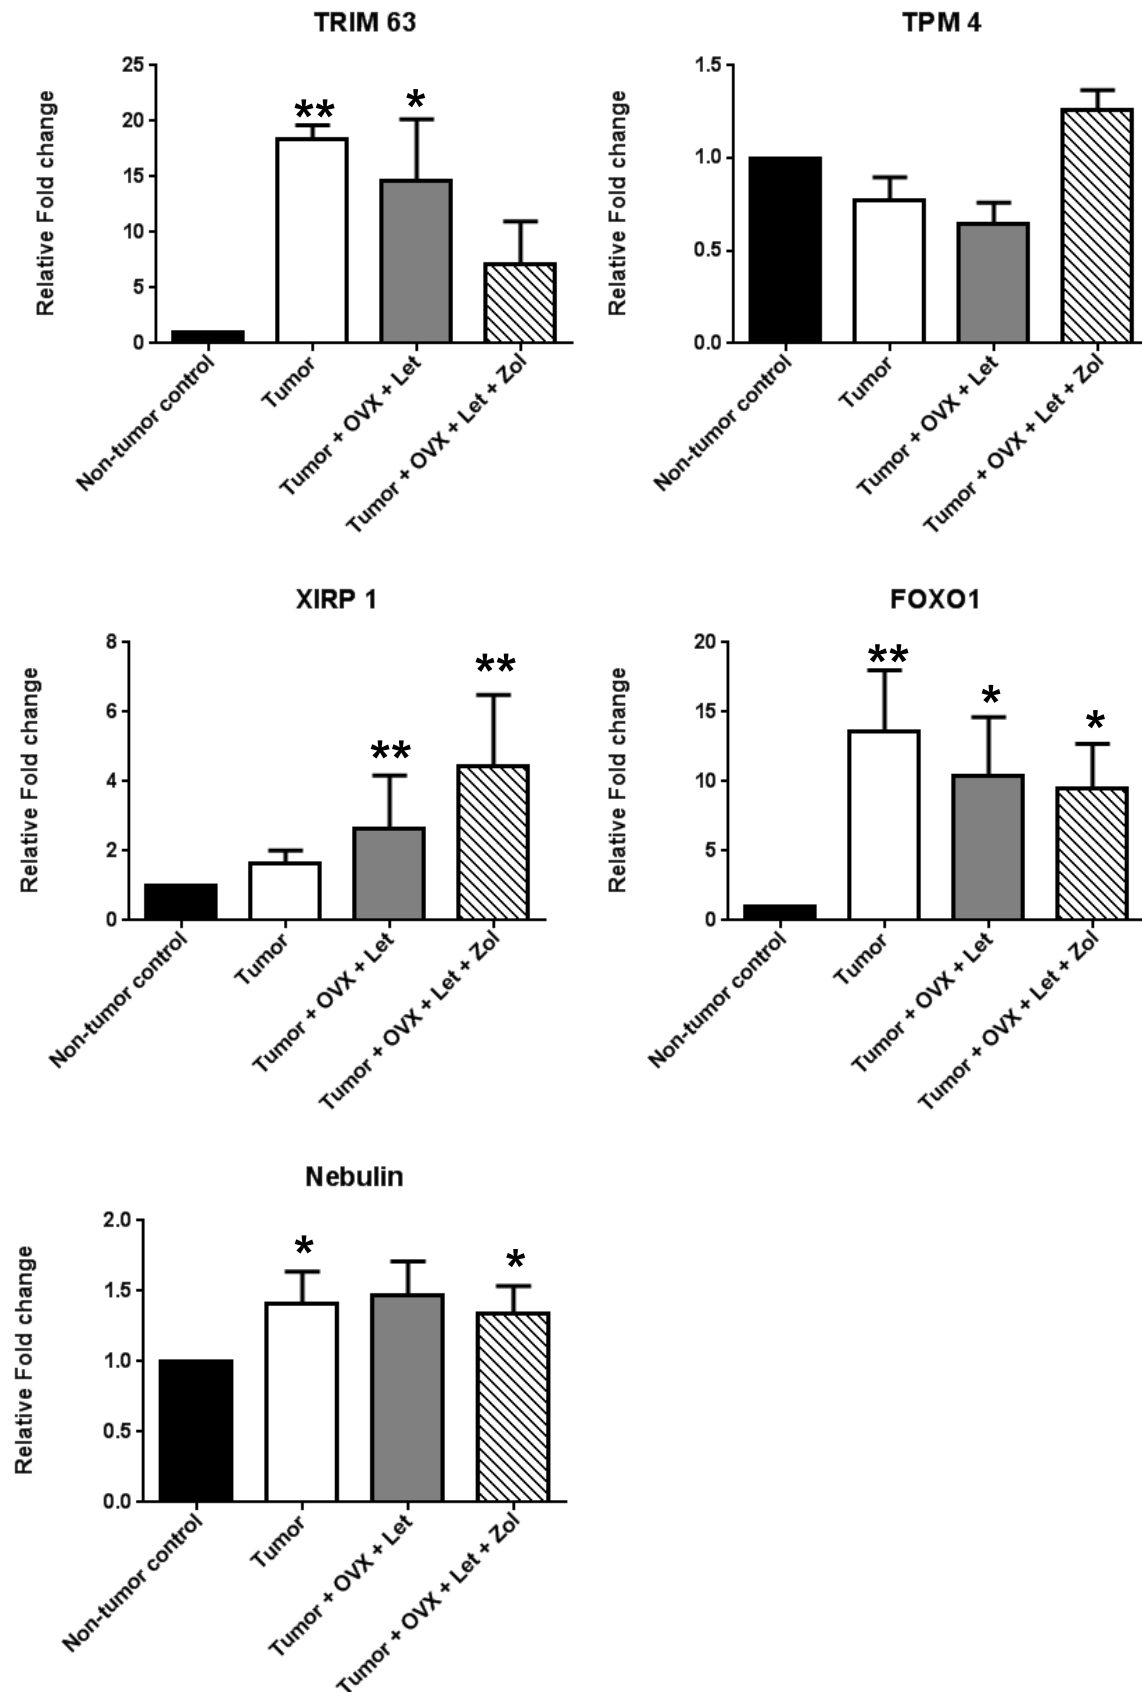 TRIM 63
Relative Fold change
25
20
15
10
5
0
**
*
Non-tumor control
Tumor
Tumor + OVX + Let
Tumor + OVX + Let + Zol
TPM 4
Relative Fold change
1.5
1.0
0.5
0.0
Non-tumor control
Tumor
Tumor + OVX + Let
Tumor + OVX + Let + Zol
XIRP 1
Relative Fold change
8
6
4
2
0
**
**
Non-tumor control
Tumor
Tumor + OVX + Let
Tumor + OVX + Let + Zol
FOXO1
Relative Fold change
20
15
10
5
0
**
*
*
Non-tumor control
Tumor
Tumor + OVX + Let
Tumor + OVX + Let + Zol
Nebulin
Relative Fold change
2.0
1.5
1.0
0.5
0.0
*
*
Non-tumor control
Tumor
Tumor + OVX + Let
Tumor + OVX + Let + Zol